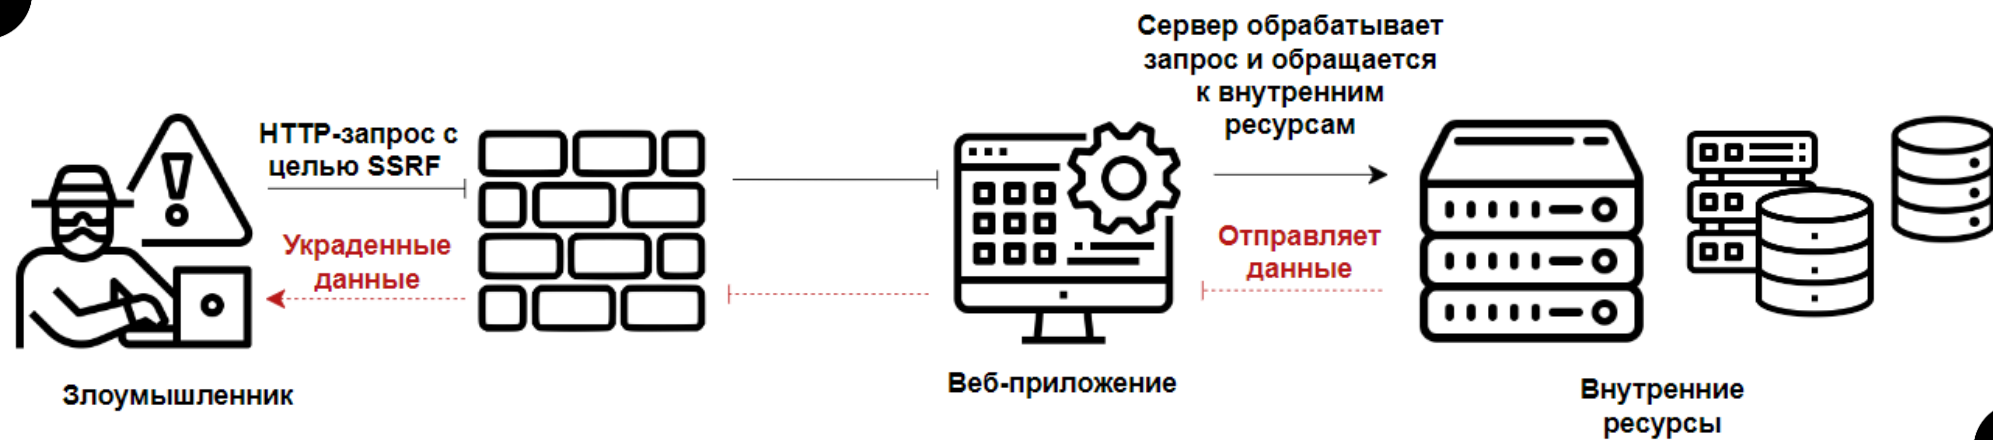 Сервер обрабатывает
запрос и обращается
к внутренним
ресурсам
HTTP-запрос с
целью SSRF
Украденные
данные
Отправляет
данные
Злоумышленник
Веб-приложение
Внутренние
ресурсы